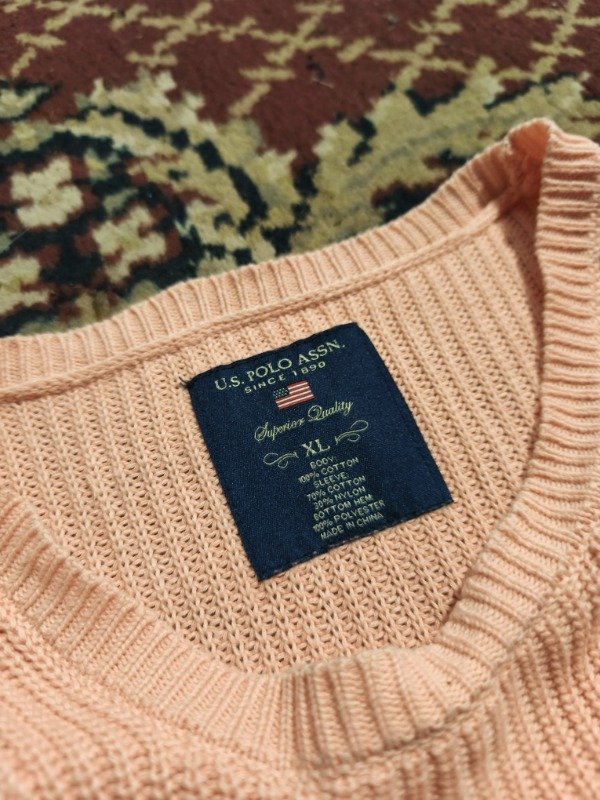 U.S. POLO ASSN.
SINCE 1890
Superior Quality
XL
BODY:
100% COTTON
SLEEVE:
70% COTTON
30% NYLON
BOTTOM HEM:
100% POLYESTER
MADE IN CHINA